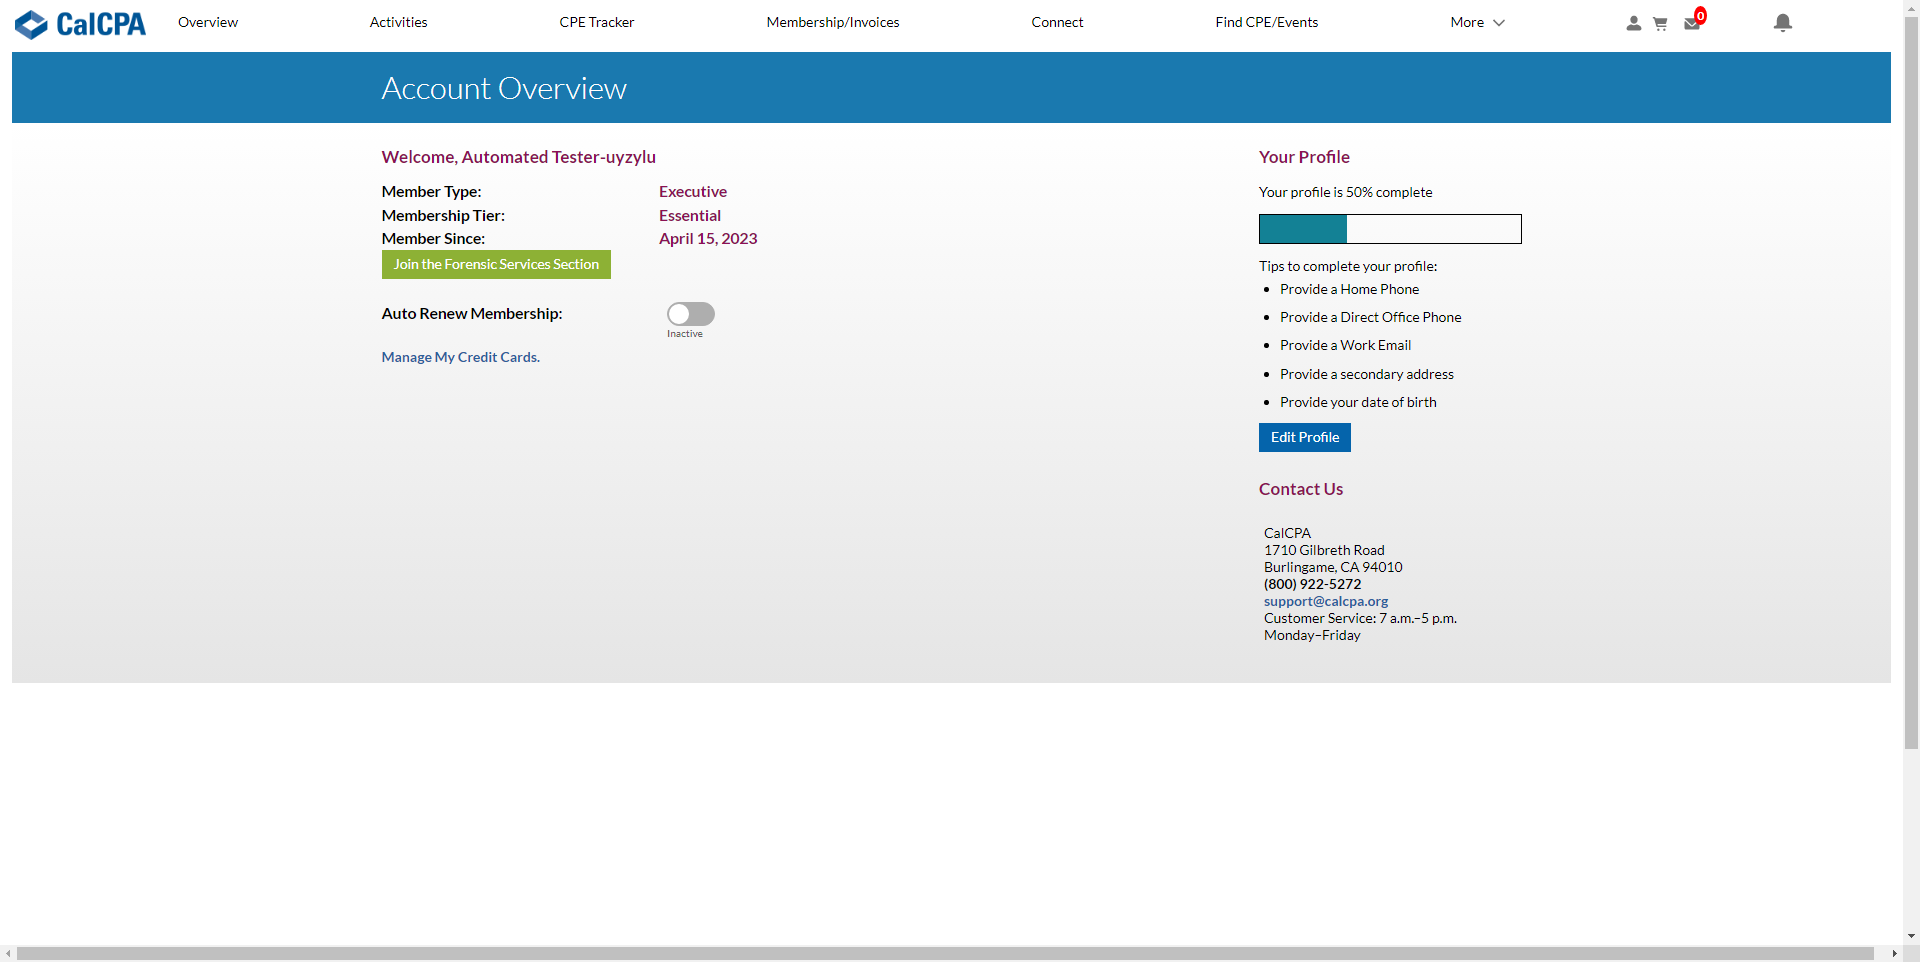 CalCPA
Overview
Activities
CPE Tracker
Membership/Invoices
Connect
Find CPE/Events
More
0
Account Overview
Welcome, Automated Tester-uyzylu
Member Type: Executive
Membership Tier: Essential
Member Since: April 15, 2023
Join the Forensic Services Section
Auto Renew Membership:
Inactive
Manage My Credit Cards.
Your Profile
Your profile is 50% complete
Tips to complete your profile:
• Provide a Home Phone
• Provide a Direct Office Phone
• Provide a Work Email
• Provide a secondary address
• Provide your date of birth
Edit Profile
Contact Us
CalCPA
1710 Gilbreth Road
Burlingame, CA 94010
(800) 922-5272
support@calcpa.org
Customer Service: 7 a.m.–5 p.m.
Monday–Friday